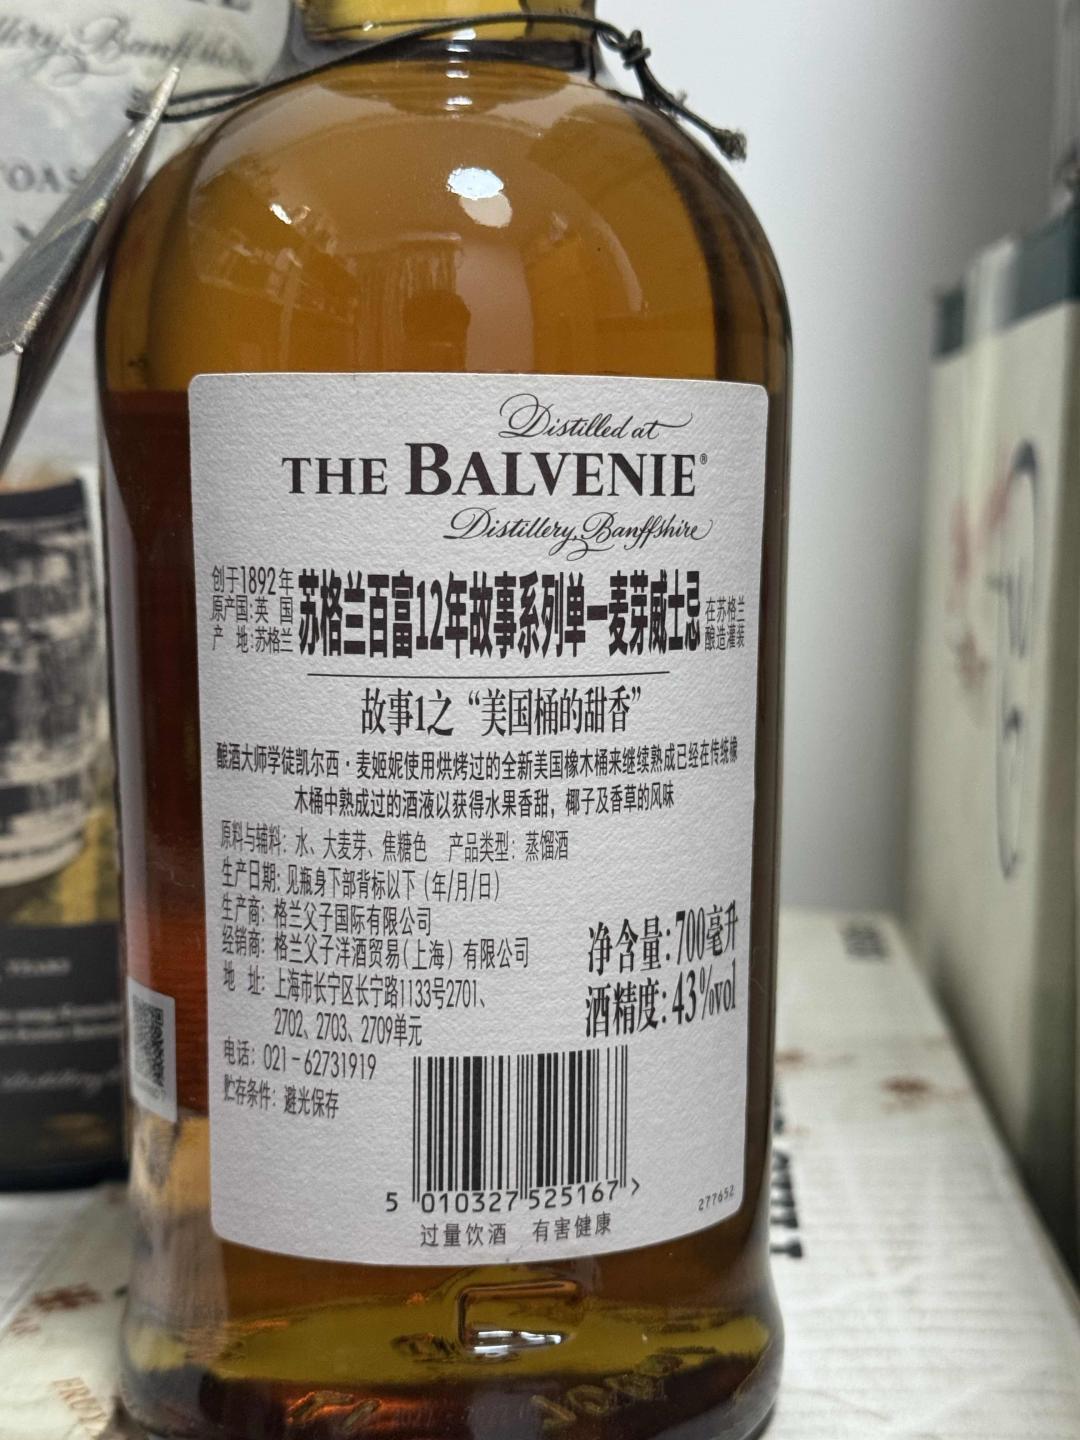 Distilled at
THE BALVENIE®
Distillery, Banffshire
创于1892年
原产国:英 国
产 地:苏格兰
苏格兰百富12年故事系列单一麦芽威士忌
在苏格兰
酿造灌装
故事1之“美国桶的甜香”
酿酒大师学徒凯尔西·麦姬妮使用烘烤过的全新美国橡木桶来继续熟成已经在传统橡
木桶中熟成过的酒液以获得水果香甜，椰子及香草的风味
原料与辅料：水、大麦芽、焦糖色 产品类型：蒸馏酒
生产日期：见瓶身下部背标以下（年/月/日）
生产商：格兰父子国际有限公司
经销商：格兰父子洋酒贸易（上海）有限公司
地 址：上海市长宁区长宁路1133号2701、
2702、2703、2709单元
电话：021-62731919
贮存条件：避光保存
净含量:700毫升
酒精度:43%vol
5 010327 525167 >
277652
过量饮酒 有害健康